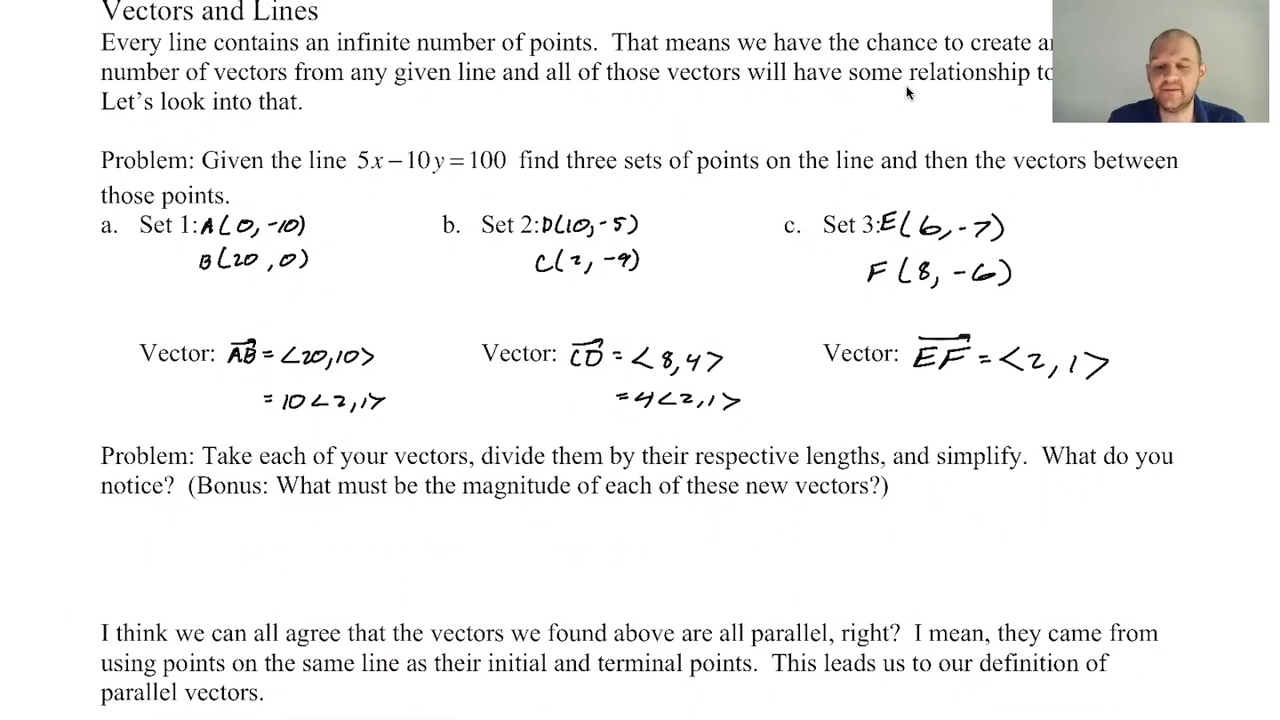 Vectors and Lines
Every line contains an infinite number of points. That means we have the chance to create
number of vectors from any given line and all of those vectors will have some relationship
Let's look into that.
Problem: Given the line 5x−10y=100 find three sets of points on the line and then the vectors between
those points.
a. Set 1: A(0, -10) b. Set 2: D(10, -5) c. Set 3: E(6, -7)
B(20, 0) C(2, -9) F(8, -6)
Vector: \overrightarrow{AB} = <20, 10> Vector: \overrightarrow{CD} = <8, 4> Vector: \overrightarrow{EF} = <2, 1>
= 10<2, 1> = 4<2, 1>
Problem: Take each of your vectors, divide them by their respective lengths, and simplify. What do you
notice? (Bonus: What must be the magnitude of each of these new vectors?)
I think we can all agree that the vectors we found above are all parallel, right? I mean, they came from
using points on the same line as their initial and terminal points. This leads us to our definition of
parallel vectors.